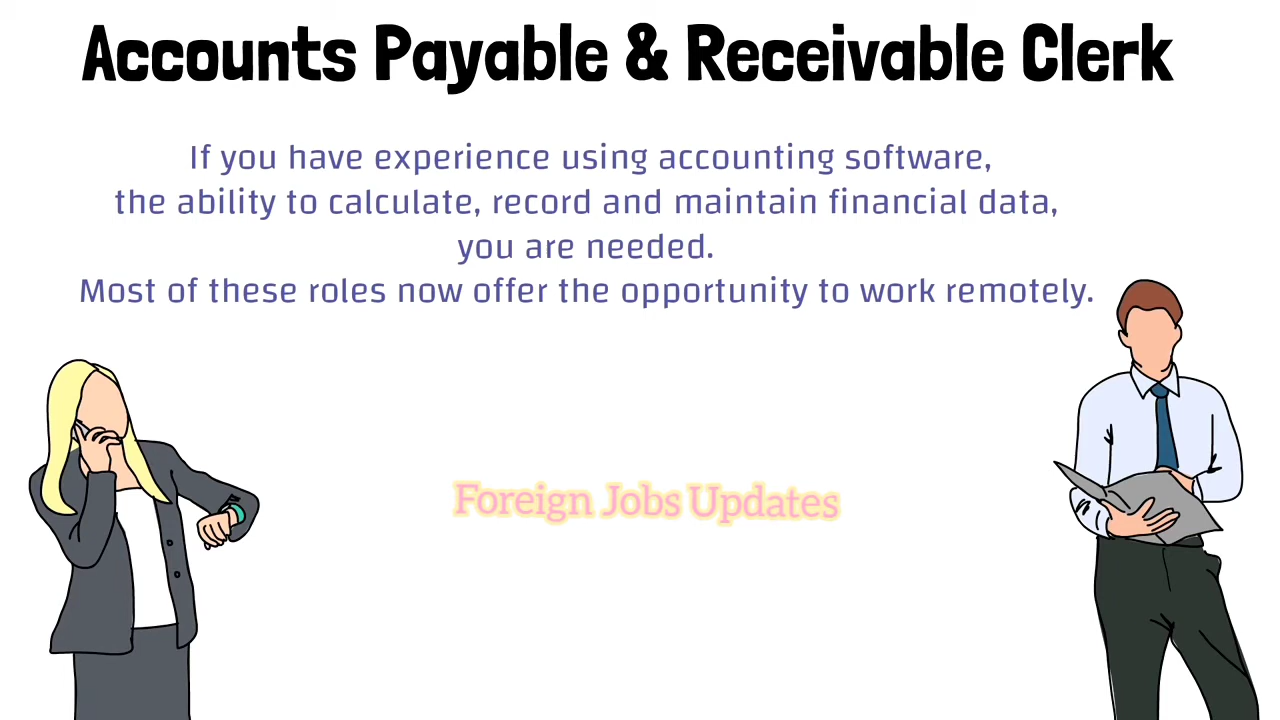 Accounts Payable & Receivable Clerk
If you have experience using accounting software,
the ability to calculate, record and maintain financial data,
you are needed.
Most of these roles now offer the opportunity to work remotely.
Foreign Jobs Updates